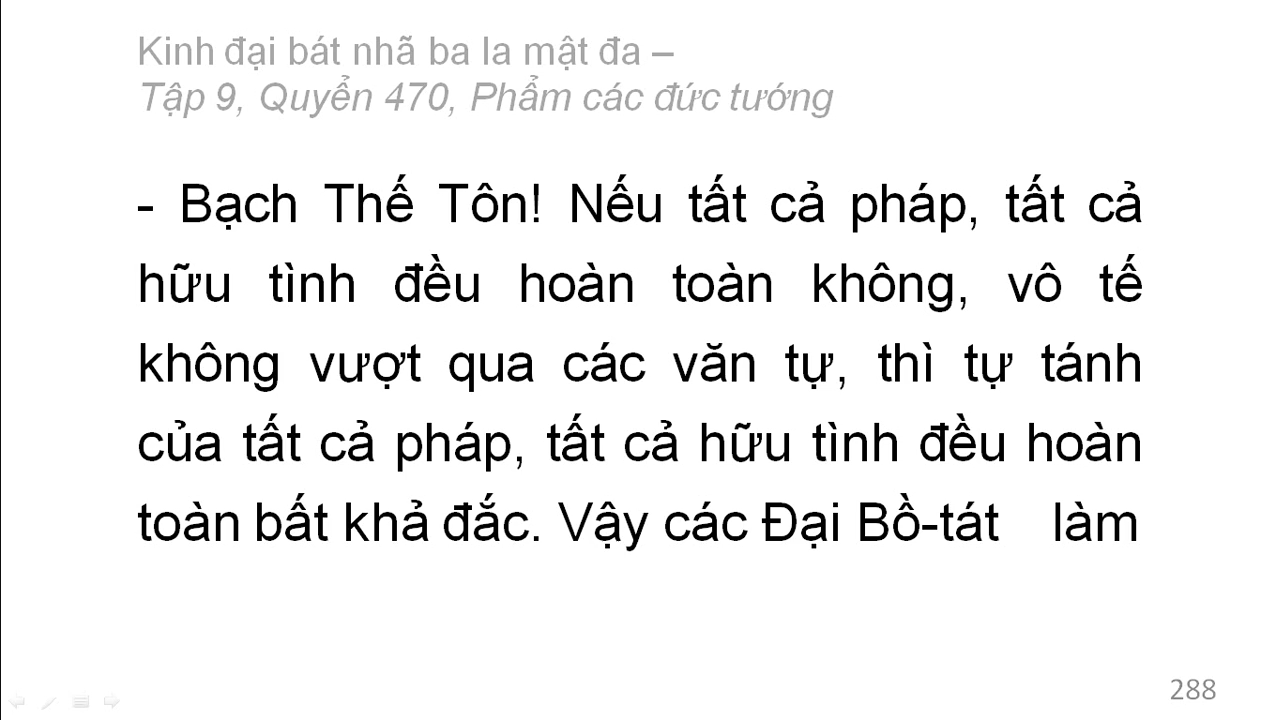 Kinh đại bát nhã ba la mật đa –
Tập 9, Quyển 470, Phẩm các đức tướng
- Bạch Thế Tôn! Nếu tất cả pháp, tất cả
hữu tình đều hoàn toàn không, vô tế
không vượt qua các văn tự, thì tự tánh
của tất cả pháp, tất cả hữu tình đều hoàn
toàn bất khả đắc. Vậy các Đại Bồ-tát làm
288